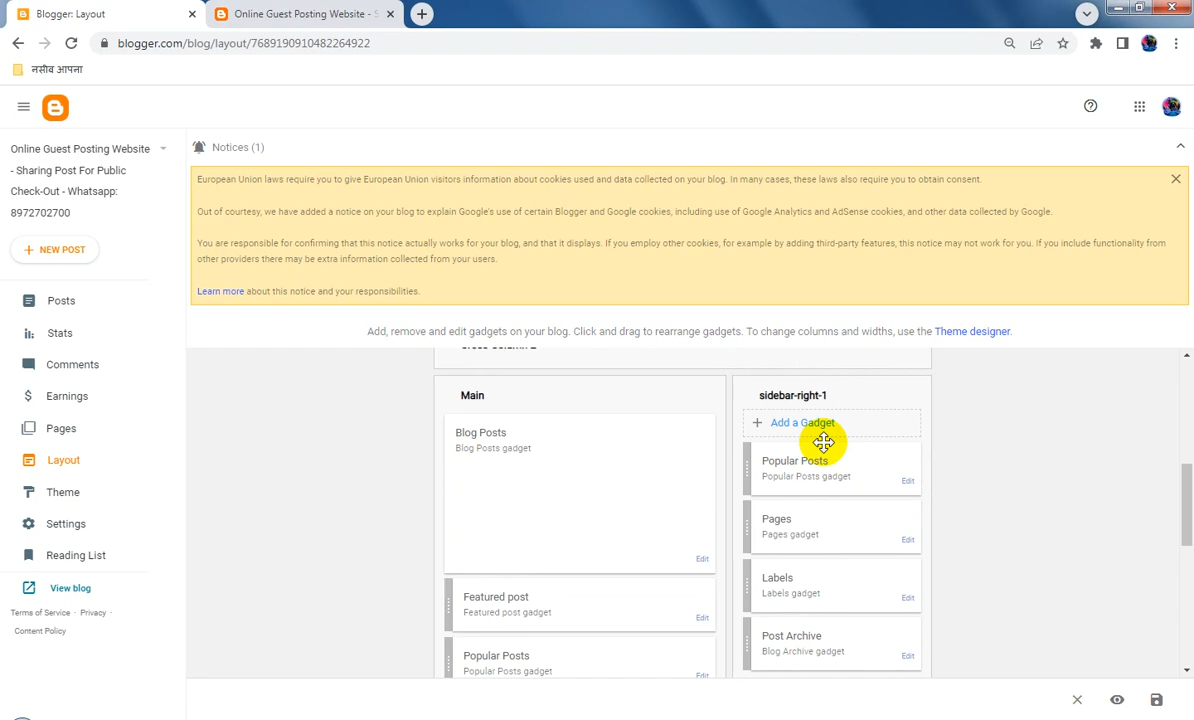 Blogger: Layout
Online Guest Posting Website - S
blogger.com/blog/layout/7689190910482264922
नसीब आपना
Online Guest Posting Website
- Sharing Post For Public
Check-Out - Whatsapp:
8972702700
NEW POST
Posts
Stats
Comments
Earnings
Pages
Layout
Theme
Settings
Reading List
View blog
Terms of Service · Privacy ·
Content Policy
Notices (1)
European Union laws require you to give European Union visitors information about cookies used and data collected on your blog. In many cases, these laws also require you to obtain consent.
Out of courtesy, we have added a notice on your blog to explain Google's use of certain Blogger and Google cookies, including use of Google Analytics and AdSense cookies, and other data collected by Google.
You are responsible for confirming that this notice actually works for your blog, and that it displays. If you employ other cookies, for example by adding third-party features, this notice may not work for you. If you include functionality from
other providers there may be extra information collected from your users.
Learn more about this notice and your responsibilities.
Add, remove and edit gadgets on your blog. Click and drag to rearrange gadgets. To change columns and widths, use the Theme designer.
Cross-Column 2
Main
Blog Posts
Blog Posts gadget
Edit
Featured post
Featured post gadget
Edit
Popular Posts
Popular Posts gadget
Edit
sidebar-right-1
Add a Gadget
Popular Posts
Popular Posts gadget
Edit
Pages
Pages gadget
Edit
Labels
Labels gadget
Edit
Post Archive
Blog Archive gadget
Edit